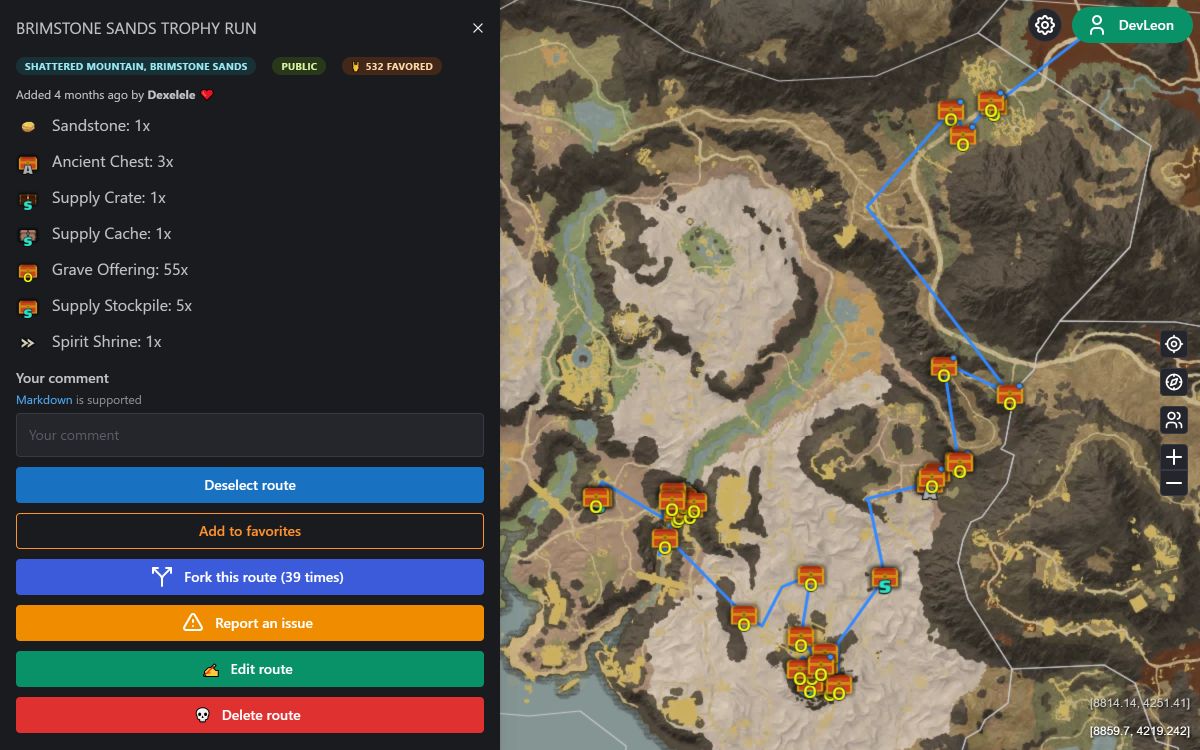 BRIMSTONE SANDS TROPHY RUN
SHATTERED MOUNTAIN, BRIMSTONE SANDS
PUBLIC
532 FAVORED
Added 4 months ago by Dexelele
Sandstone: 1x
Ancient Chest: 3x
Supply Crate: 1x
Supply Cache: 1x
Grave Offering: 55x
Supply Stockpile: 5x
Spirit Shrine: 1x
Your comment
Markdown is supported
Your comment
Deselect route
Add to favorites
Fork this route (39 times)
Report an issue
Edit route
Delete route
DevLeon
[8814.14, 4251.41]
[8859.7, 4219.242]